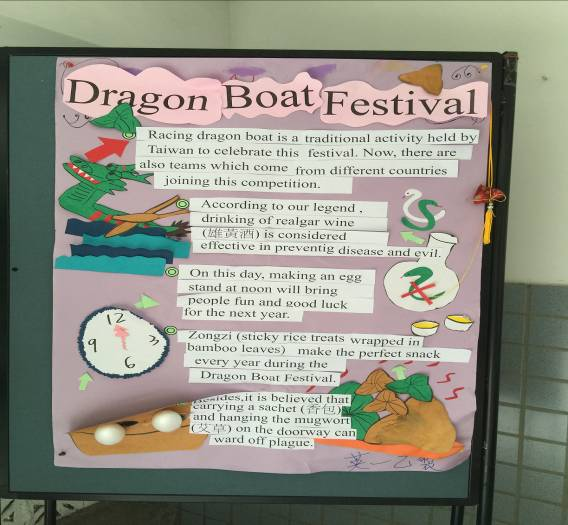 Dragon Boat Festival
Racing dragon boat is a traditional activity held by
Taiwan to celebrate this festival. Now, there are
also teams which come from different countries
joining this competition.
According to our legend ,
drinking of realgar wine
(雄黃酒) is considered
effective in preventig disease and evil.
On this day, making an egg
stand at noon will bring
people fun and good luck
for the next year.
12
9 3
6
Zongzi (sticky rice treats wrapped in
bamboo leaves) make the perfect snack
every year during the
Dragon Boat Festival.
Besides,it is believed that
carrying a sachet (香包)
and hanging the mugwort
(艾草) on the doorway can
ward off plague.
英一乙製